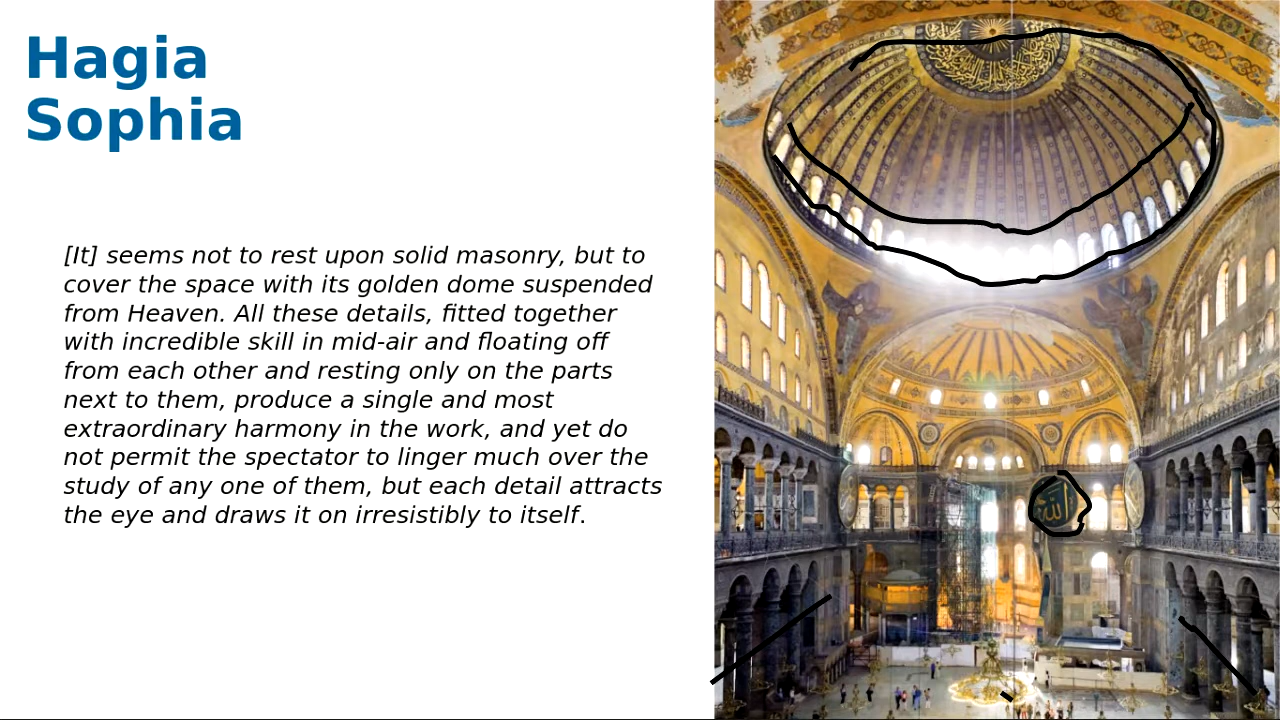 Hagia
Sophia
[It] seems not to rest upon solid masonry, but to
cover the space with its golden dome suspended
from Heaven. All these details, fitted together
with incredible skill in mid-air and floating off
from each other and resting only on the parts
next to them, produce a single and most
extraordinary harmony in the work, and yet do
not permit the spectator to linger much over the
study of any one of them, but each detail attracts
the eye and draws it on irresistibly to itself.
الله